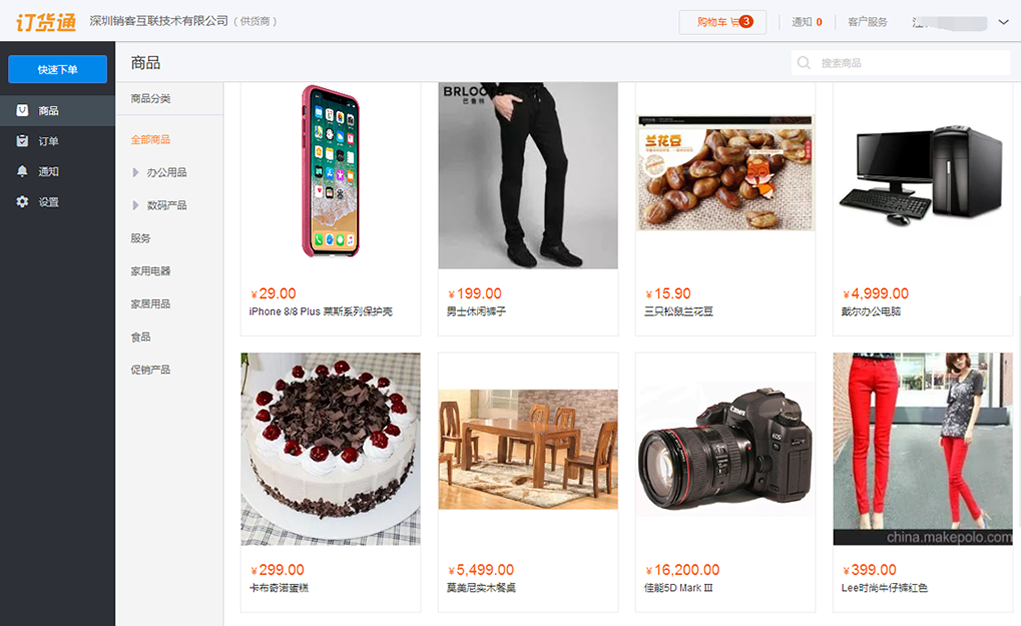 订货通 深圳销客互联技术有限公司 ( 供货商 ) 购物车 3 通知 0 客户服务
快速下单
商品
搜索商品
商品
订单
通知
设置
商品分类
全部商品
办公用品
数码产品
服务
家用电器
家居用品
食品
促销产品
¥29.00
iPhone 8/8 Plus 莱斯系列保护壳
BRLOOTE
巴鲁特
¥199.00
男士休闲裤子
兰花豆
¥15.90
三只松鼠兰花豆
¥4,999.00
戴尔办公电脑
¥299.00
卡布奇诺蛋糕
¥5,499.00
莫美尼实木餐桌
Canon
EOS
5D
¥16,200.00
佳能5D Mark III
china.makepolo.com
¥399.00
Lee时尚牛仔裤红色